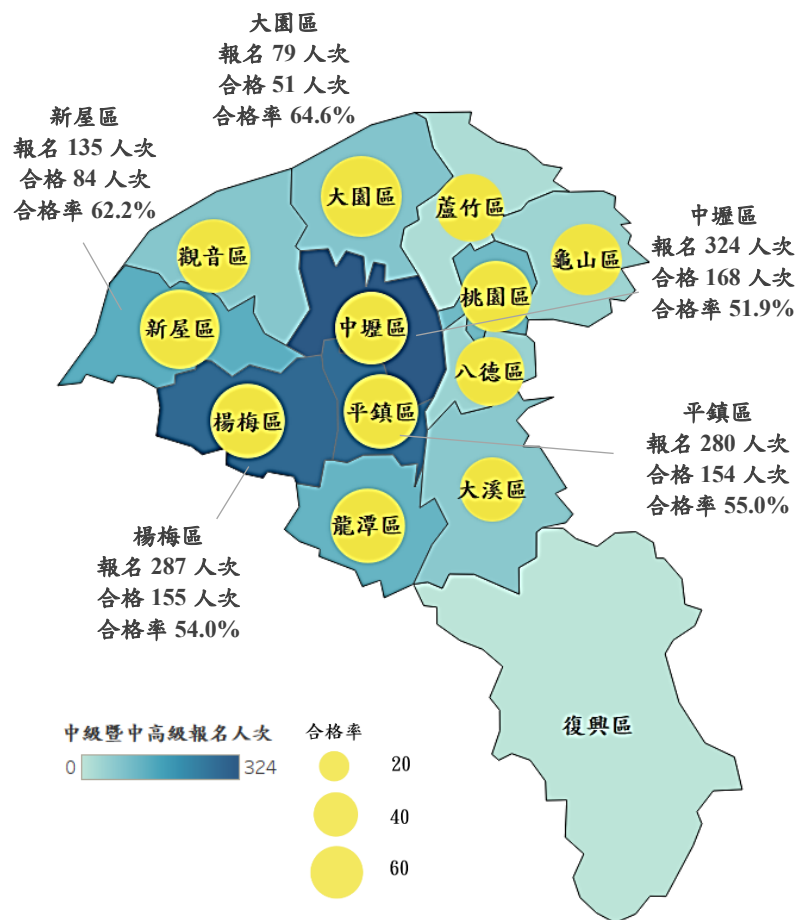 大園區
報名 79 人次
合格 51 人次
合格率 64.6%
新屋區
報名 135 人次
合格 84 人次
合格率 62.2%
中壢區
報名 324 人次
合格 168 人次
合格率 51.9%
大園區
蘆竹區
觀音區
龜山區
桃園區
新屋區
中壢區
八德區
楊梅區
平鎮區
平鎮區
報名 280 人次
合格 154 人次
合格率 55.0%
大溪區
龍潭區
楊梅區
報名 287 人次
合格 155 人次
合格率 54.0%
復興區
中級暨中高級報名人次
0 324
合格率
20
40
60